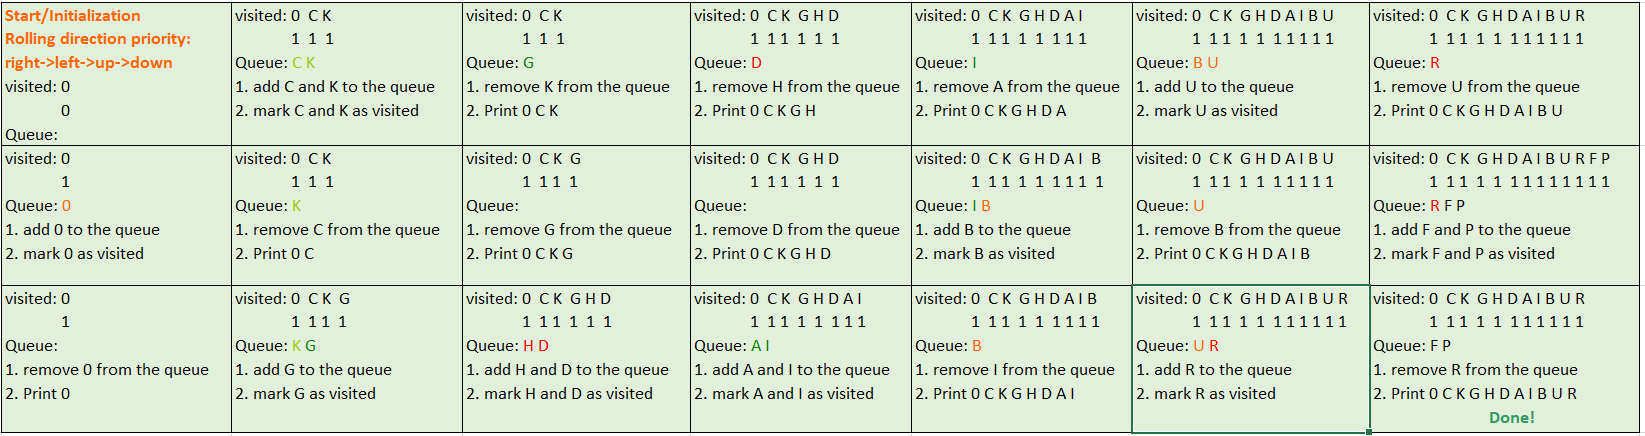 Start/Initialization
Rolling direction priority:
right->left->up->down
visited: 0
0
Queue:
visited: 0 C K
1 1 1
Queue: C K
1. add C and K to the queue
2. mark C and K as visited
visited: 0 C K
1 1 1
Queue: G
1. remove K from the queue
2. Print 0 C K
visited: 0 C K G H D
1 1 1 1 1 1
Queue: D
1. remove H from the queue
2. Print 0 C K G H
visited: 0 C K G H D A I
1 1 1 1 1 1 1 1
Queue: I
1. remove A from the queue
2. Print 0 C K G H D A
visited: 0 C K G H D A I B U
1 1 1 1 1 1 1 1 1 1
Queue: B U
1. add U to the queue
2. mark U as visited
visited: 0 C K G H D A I B U R
1 1 1 1 1 1 1 1 1 1 1
Queue: R
1. remove U from the queue
2. Print 0 C K G H D A I B U
visited: 0
1
Queue: 0
1. add 0 to the queue
2. mark 0 as visited
visited: 0 C K
1 1 1
Queue: K
1. remove C from the queue
2. Print 0 C
visited: 0 C K G
1 1 1 1
Queue:
1. remove G from the queue
2. Print 0 C K G
visited: 0 C K G H D
1 1 1 1 1 1
Queue:
1. remove D from the queue
2. Print 0 C K G H D
visited: 0 C K G H D A I B
1 1 1 1 1 1 1 1 1
Queue: I B
1. add B to the queue
2. mark B as visited
visited: 0 C K G H D A I B U
1 1 1 1 1 1 1 1 1 1
Queue: U
1. remove B from the queue
2. Print 0 C K G H D A I B
visited: 0 C K G H D A I B U R F P
1 1 1 1 1 1 1 1 1 1 1 1 1
Queue: R F P
1. add F and P to the queue
2. mark F and P as visited
visited: 0
1
Queue:
1. remove 0 from the queue
2. Print 0
visited: 0 C K G
1 1 1 1
Queue: K G
1. add G to the queue
2. mark G as visited
visited: 0 C K G H D
1 1 1 1 1 1
Queue: H D
1. add H and D to the queue
2. mark H and D as visited
visited: 0 C K G H D A I
1 1 1 1 1 1 1 1
Queue: A I
1. add A and I to the queue
2. mark A and I as visited
visited: 0 C K G H D A I B
1 1 1 1 1 1 1 1 1
Queue: B
1. remove I from the queue
2. Print 0 C K G H D A I
visited: 0 C K G H D A I B U R
1 1 1 1 1 1 1 1 1 1 1
Queue: U R
1. add R to the queue
2. mark R as visited
visited: 0 C K G H D A I B U R
1 1 1 1 1 1 1 1 1 1 1
Queue: F P
1. remove R from the queue
2. Print 0 C K G H D A I B U R
Done!